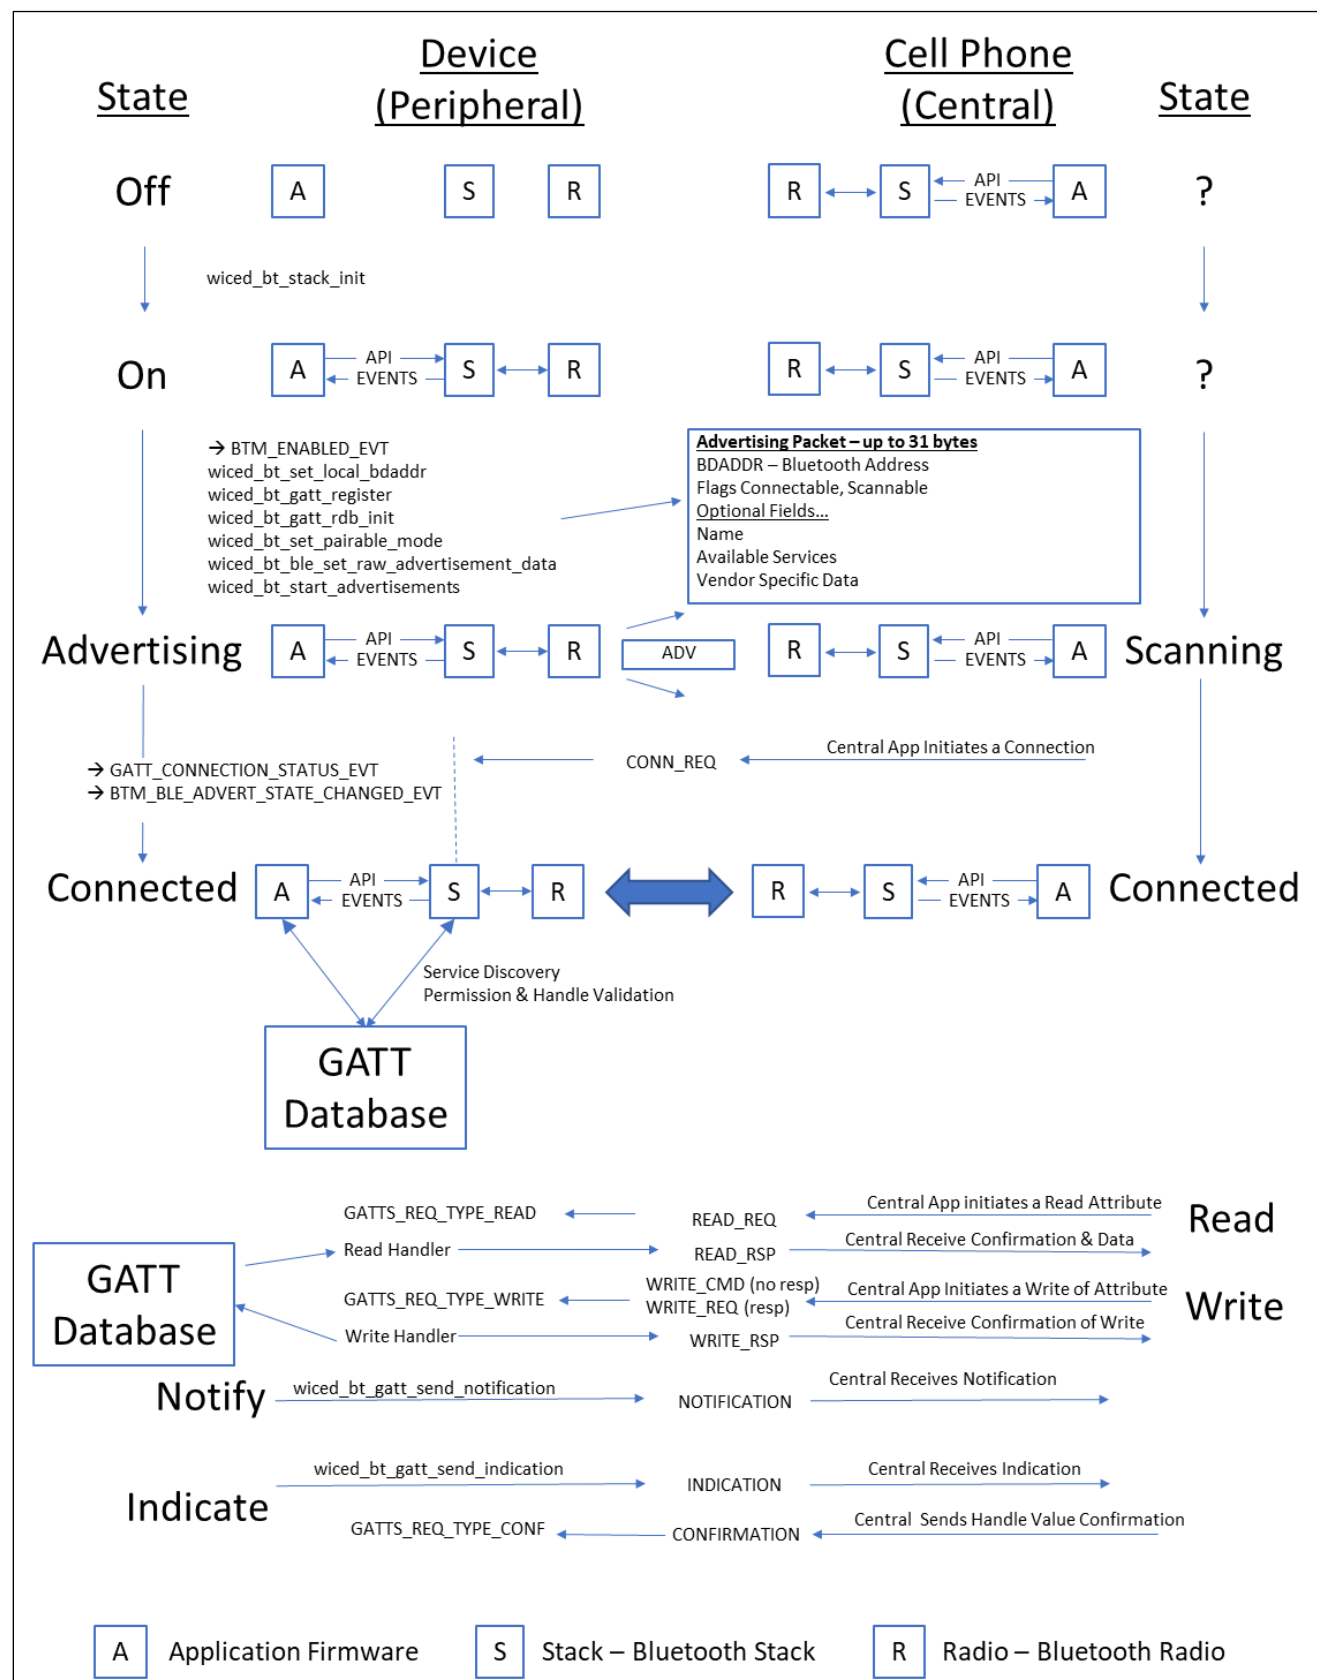 State
Device
(Peripheral)
Cell Phone
(Central)
State
Off
A
S
R
R
S
API
EVENTS
A
?
wiced_bt_stack_init
On
A
API
EVENTS
S
R
R
S
API
EVENTS
A
?
→ BTM_ENABLED_EVT
wiced_bt_set_local_bdaddr
wiced_bt_gatt_register
wiced_bt_gatt_rdb_init
wiced_bt_set_pairable_mode
wiced_bt_ble_set_raw_advertisement_data
wiced_bt_start_advertisements
Advertising Packet – up to 31 bytes
BDADDR – Bluetooth Address
Flags Connectable, Scannable
Optional Fields...
Name
Available Services
Vendor Specific Data
Advertising
A
API
EVENTS
S
R
ADV
R
S
API
EVENTS
A
Scanning
CONN_REQ
Central App Initiates a Connection
→ GATT_CONNECTION_STATUS_EVT
→ BTM_BLE_ADVERT_STATE_CHANGED_EVT
Connected
A
API
EVENTS
S
R
R
S
API
EVENTS
A
Connected
Service Discovery
Permission & Handle Validation
GATT
Database
GATTS_REQ_TYPE_READ
READ_REQ
Central App initiates a Read Attribute
Read
Read Handler
READ_RSP
Central Receive Confirmation & Data
GATT
Database
GATTS_REQ_TYPE_WRITE
WRITE_CMD (no resp)
WRITE_REQ (resp)
Central App Initiates a Write of Attribute
Write
Write Handler
WRITE_RSP
Central Receive Confirmation of Write
Notify
wiced_bt_gatt_send_notification
NOTIFICATION
Central Receives Notification
Indicate
wiced_bt_gatt_send_indication
INDICATION
Central Receives Indication
GATTS_REQ_TYPE_CONF
CONFIRMATION
Central Sends Handle Value Confirmation
A
Application Firmware
S
Stack – Bluetooth Stack
R
Radio – Bluetooth Radio